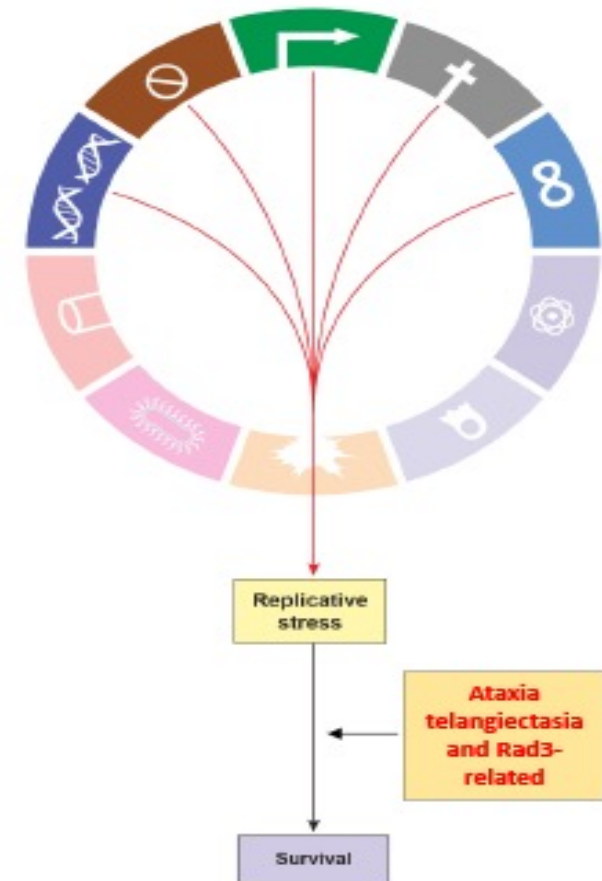 Replicative
stress
Ataxia
telangiectasia
and Rad3-
related
Survival